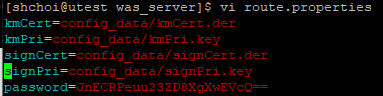 [shchoi@utest was_server]$ vi route.properties
kmCert=config_data/kmCert.der
kmPri=config_data/kmPri.key
signCert=config_data/signCert.der
signPri=config_data/signPri.key
password=JnECRPeuu23ZD8XgXwEVcQ==